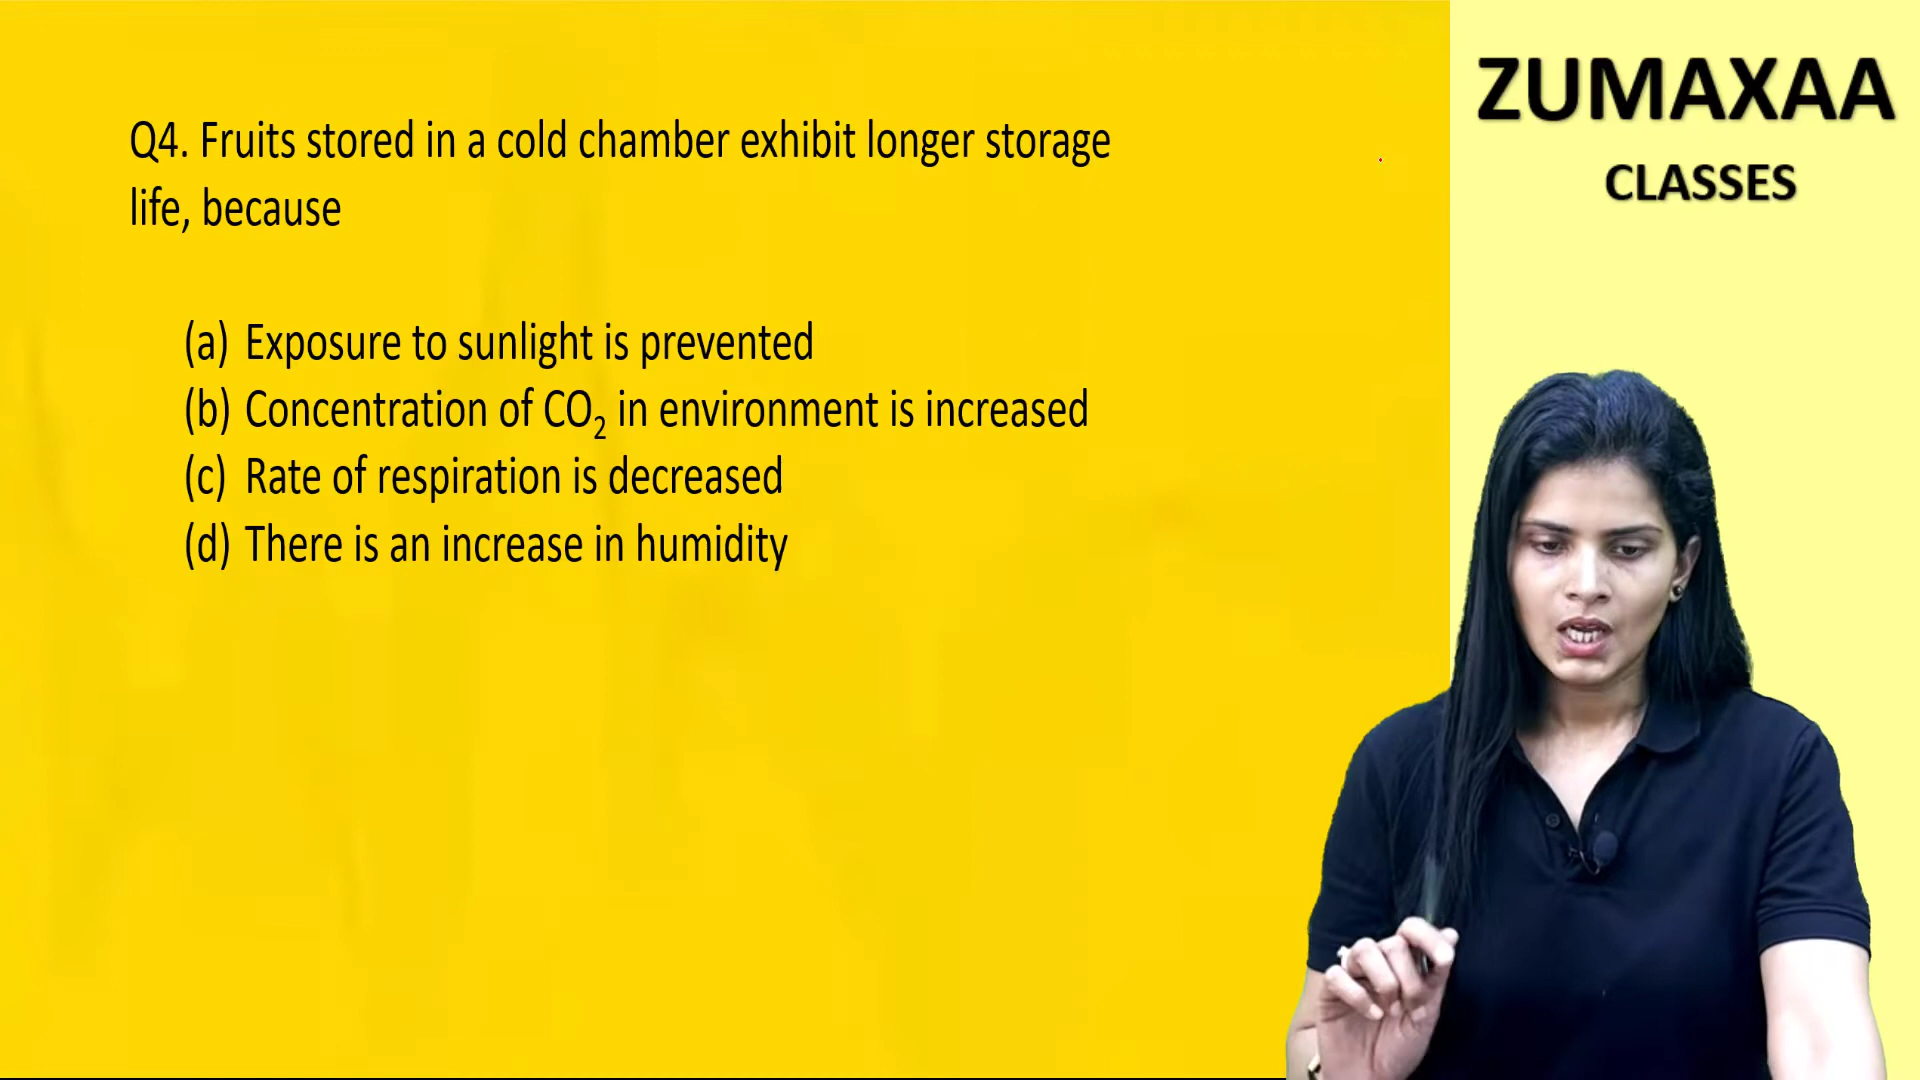 Q4. Fruits stored in a cold chamber exhibit longer storage
life, because
(a) Exposure to sunlight is prevented
(b) Concentration of CO₂ in environment is increased
(c) Rate of respiration is decreased
(d) There is an increase in humidity
ZUMAXAA
CLASSES